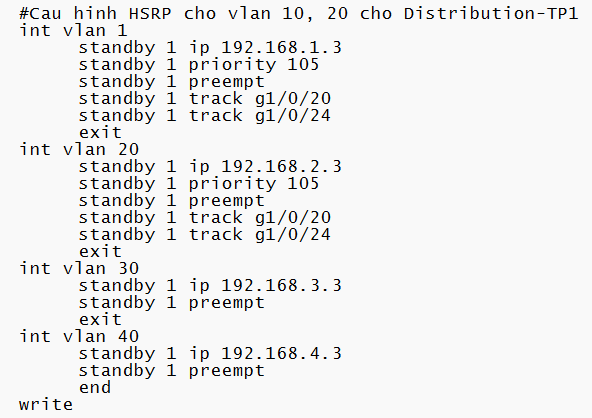 #Cau hinh HSRP cho vlan 10, 20 cho Distribution-TP1
int vlan 1
standby 1 ip 192.168.1.3
standby 1 priority 105
standby 1 preempt
standby 1 track g1/0/20
standby 1 track g1/0/24
exit
int vlan 20
standby 1 ip 192.168.2.3
standby 1 priority 105
standby 1 preempt
standby 1 track g1/0/20
standby 1 track g1/0/24
exit
int vlan 30
standby 1 ip 192.168.3.3
standby 1 preempt
exit
int vlan 40
standby 1 ip 192.168.4.3
standby 1 preempt
end
write